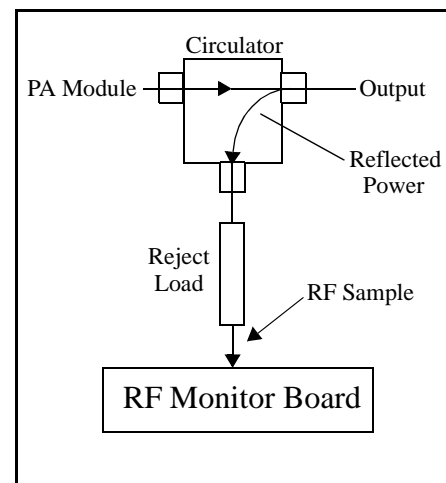 Circulator
PA Module
Output
Reflected
Power
Reject
Load
RF Sample
RF Monitor Board